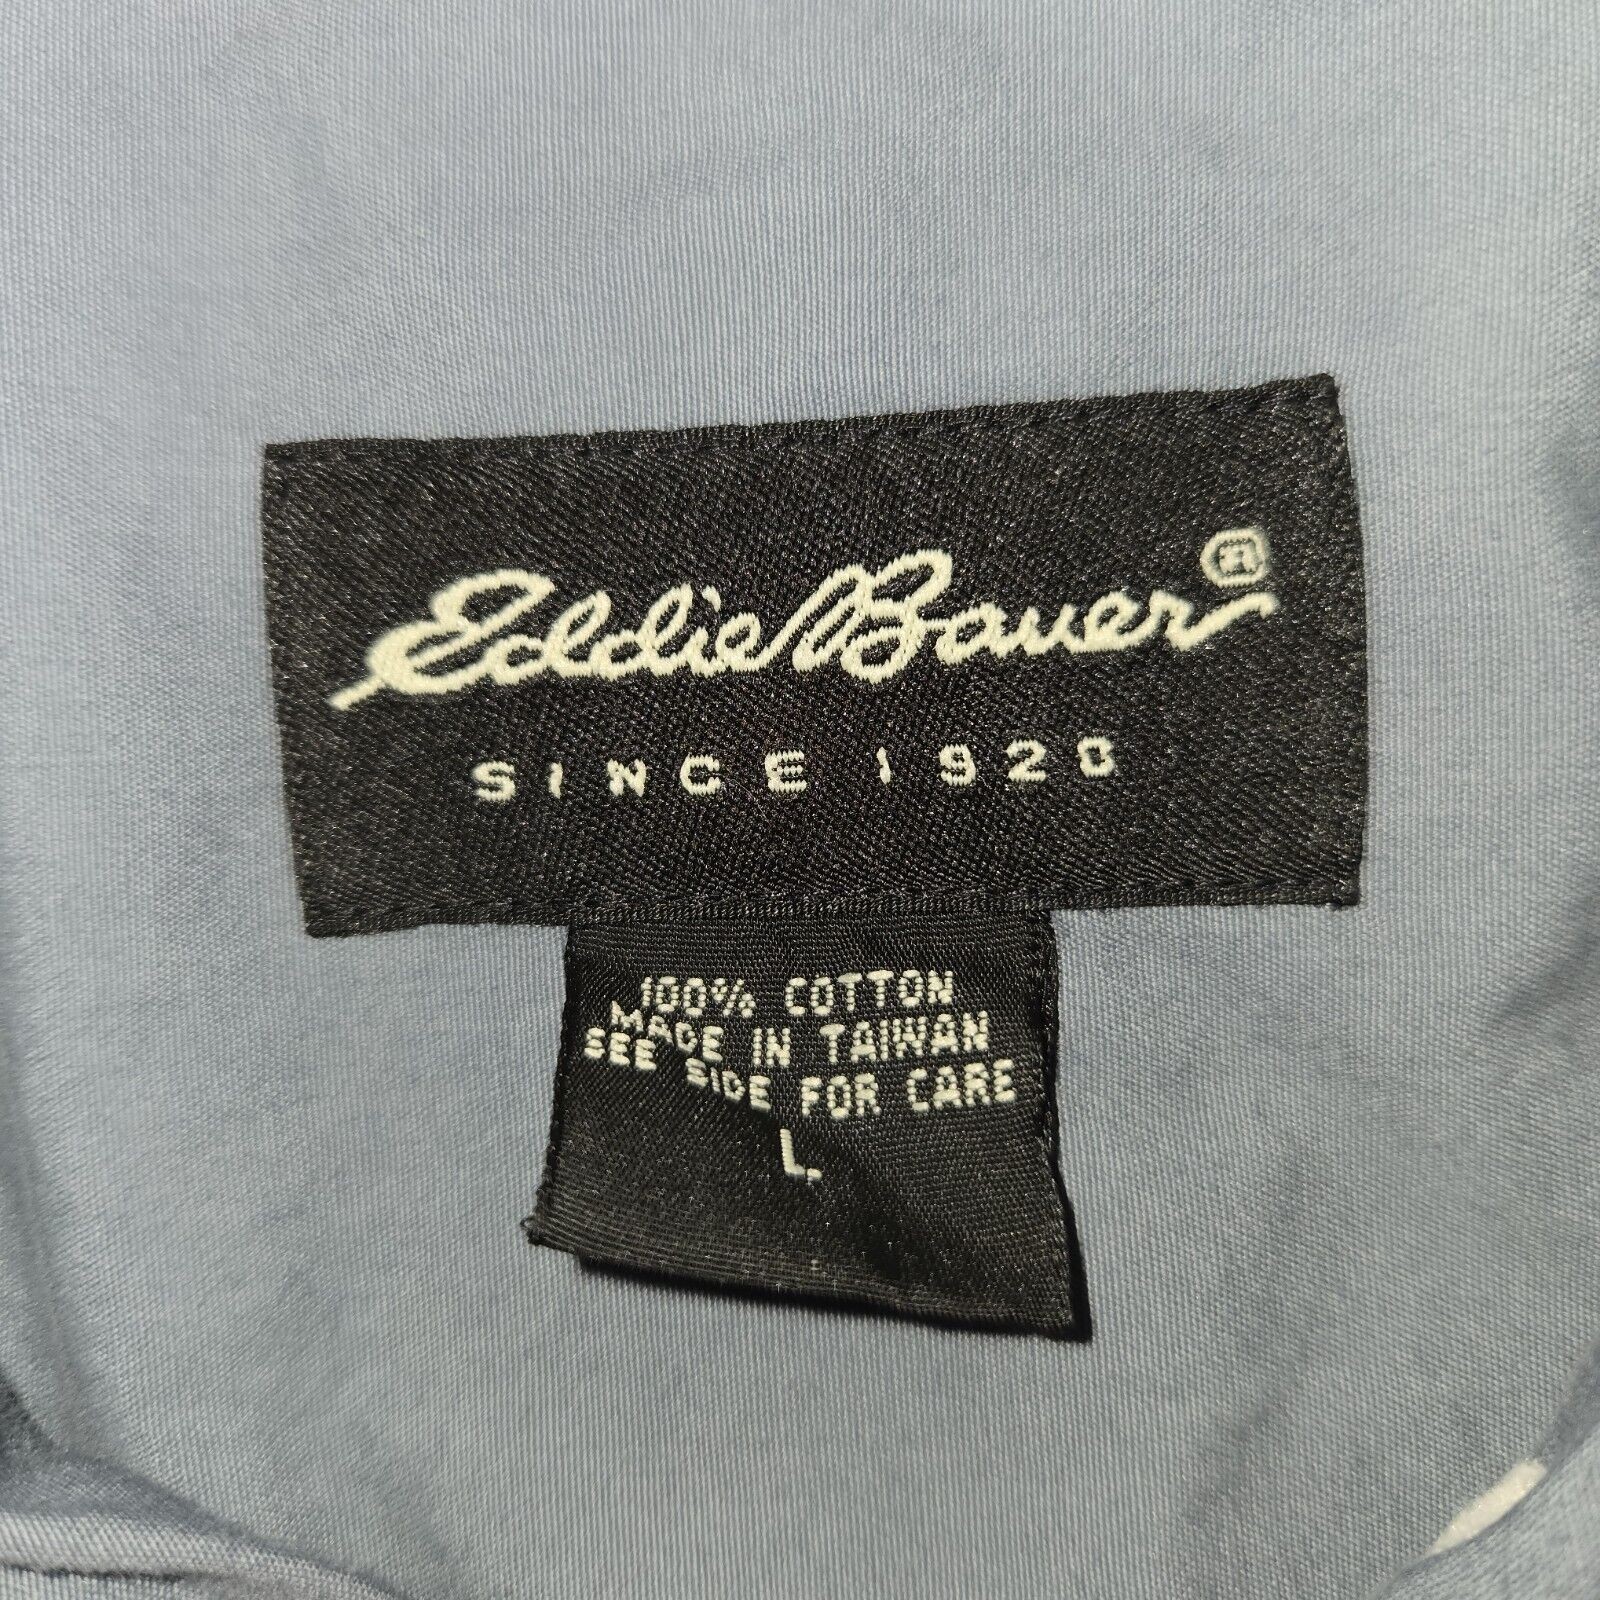 Eddie Bauer®
SINCE 1920
100% COTTON
MADE IN TAIWAN
SEE SIDE FOR CARE
L.